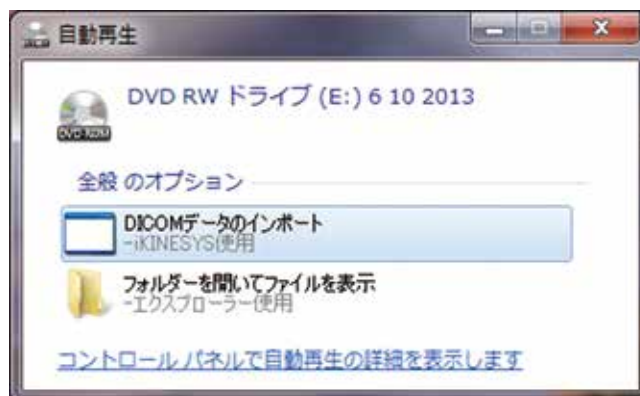 自動再生
DVD RW ドライブ (E:) 6 10 2013
DVD-ROM
全般 のオプション
DICOMデータのインポート
-iKINESYS使用
フォルダーを開いてファイルを表示
-エクスプローラー使用
コントロール パネルで自動再生の詳細を表示します